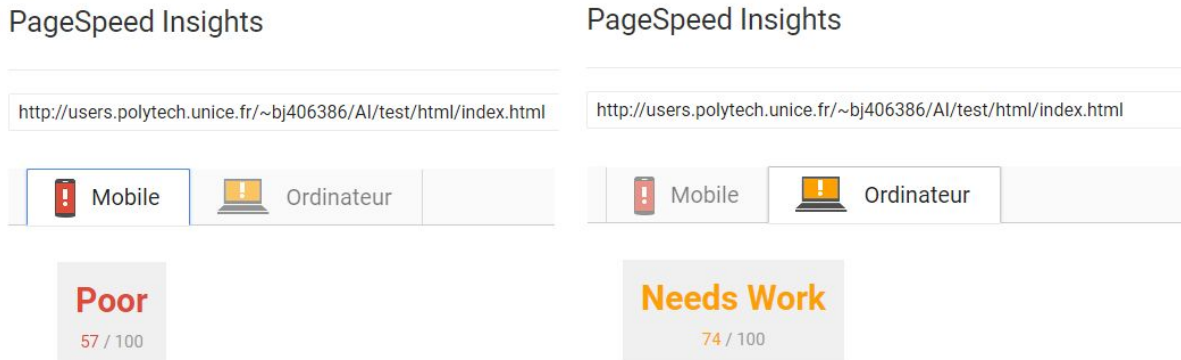 PageSpeed Insights
http://users.polytech.unice.fr/~bj406386/AI/test/html/index.html
Mobile Ordinateur
Poor
57 / 100
PageSpeed Insights
http://users.polytech.unice.fr/~bj406386/AI/test/html/index.html
Mobile Ordinateur
Needs Work
74 / 100